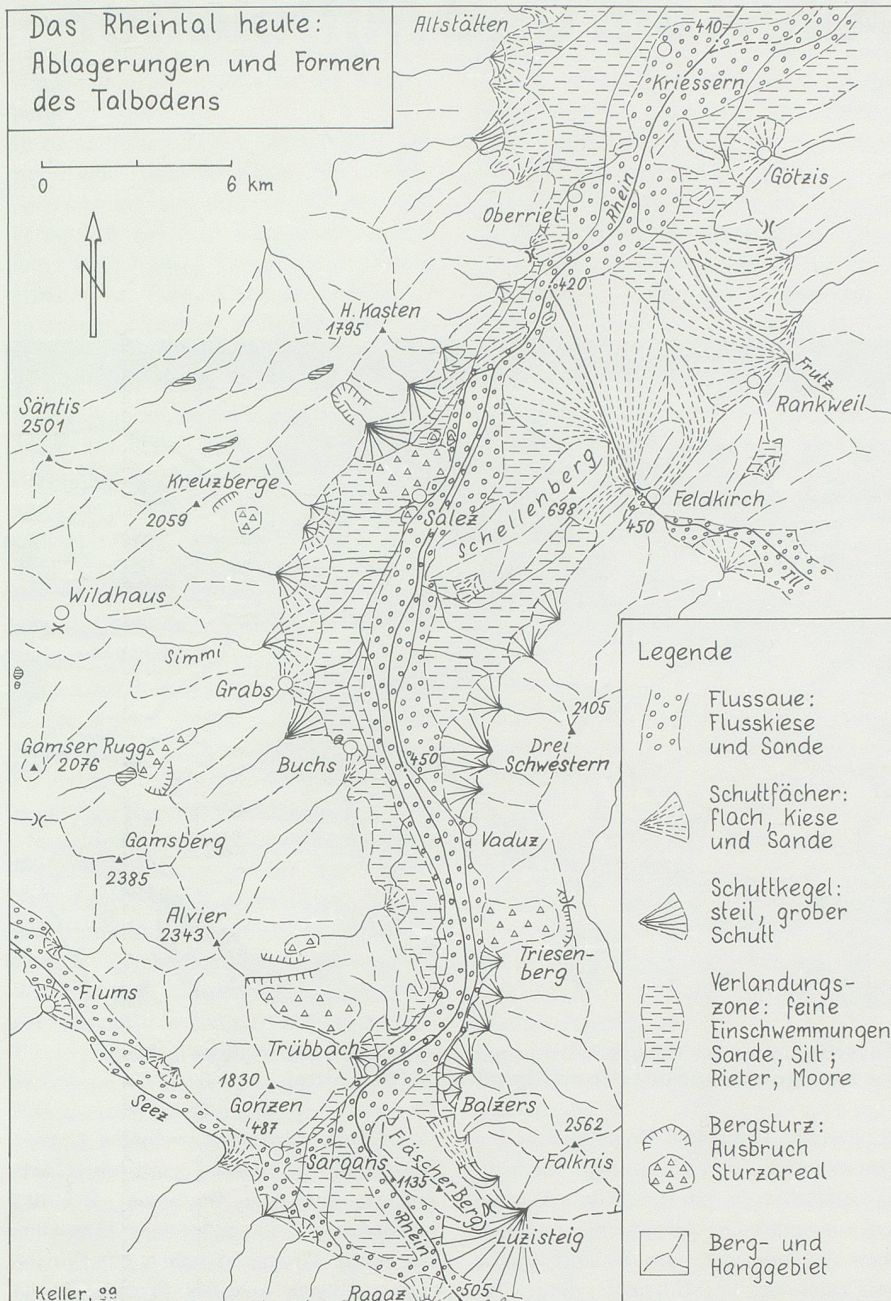 Das Rheintal heute:
Ablagerungen und Formen
des Talbodens
0 6 km
N
Altstätten
410
Kriessern
Götzis
Oberriet
Rhein
420
H. Kasten
1795
Frutz
Rankweil
Säntis
2501
Kreuzberge
2059
Salez
Schellenberg
698
Feldkirch
450
Ill
Wildhaus
Simmi
Grabs
Gamser Rugg
2076
Buchs
450
2105
Drei
Schwestern
Vaduz
Gamsberg
2385
Alvier
2343
Triesen-
berg
Flums
Trübbach
1830
Gonzen
487
Seez
Balzers
2562
Falknis
Sargans
Fläscher Berg
1135
Rhein
Luzisteig
Ragaz
505
Legende
Flussaue:
Flusskiese
und Sande
Schuttfächer:
flach, Kiese
und Sande
Schuttkegel:
steil, grober
Schutt
Verlandungs-
zone: feine
Einschwemmungen
Sande, Silt;
Rieter, Moore
Bergsturz:
Ausbruch
Sturzareal
Berg- und
Hanggebiet
Keller,